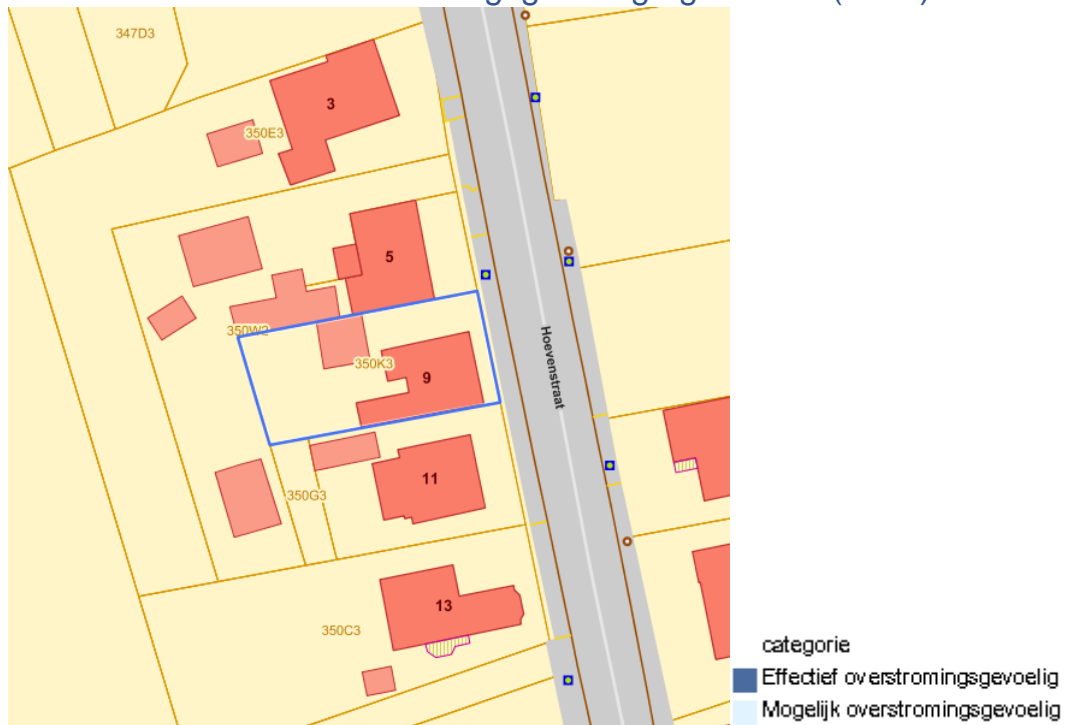 347D3
3
350E3
5
350W2
350K3
9
Hoevenstraat
11
350G3
13
350C3
categorie
Effectief overstromingsgevoelig
Mogelijk overstromingsgevoelig